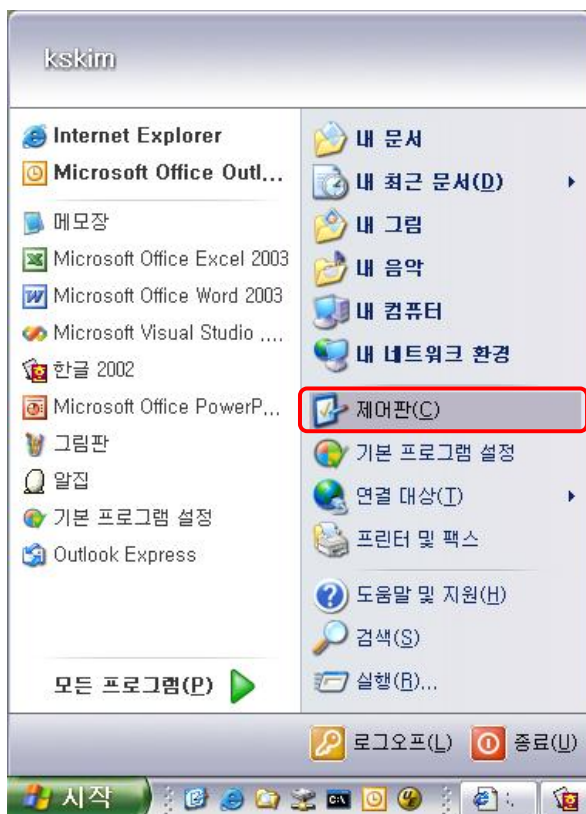 kskim
Internet Explorer
Microsoft Office Outl...
메모장
Microsoft Office Excel 2003
Microsoft Office Word 2003
Microsoft Visual Studio ,...
한글 2002
Microsoft Office PowerP...
그림판
알집
기본 프로그램 설정
Outlook Express
모든 프로그램(P)
내 문서
내 최근 문서(D)
내 그림
내 음악
내 컴퓨터
내 네트워크 환경
제어판(C)
기본 프로그램 설정
연결 대상(T)
프린터 및 팩스
도움말 및 지원(H)
검색(S)
실행(R)...
로그오프(L)
종료(U)
시작